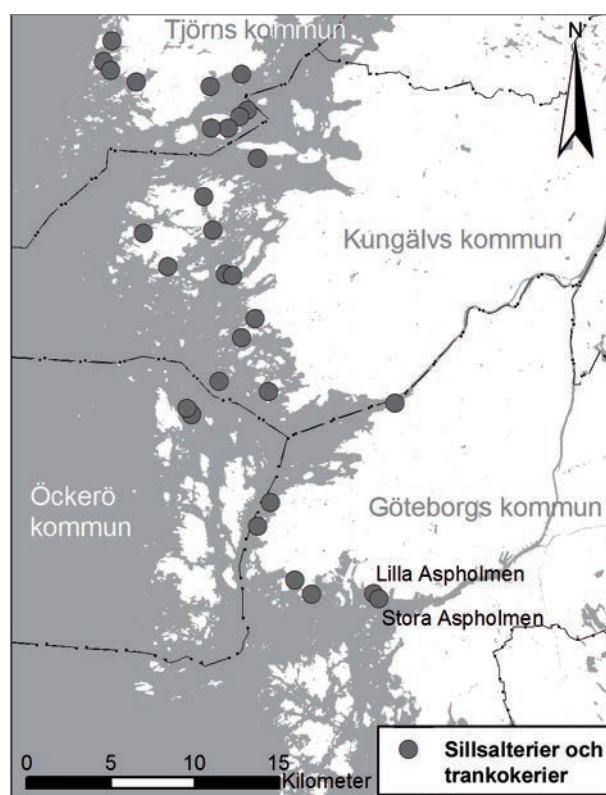 Tjörns kommun
N
Kungälvs kommun
Öckerö
kommun
Göteborgs kommun
Lilla Aspholmen
Stora Aspholmen
0 5 10 15
Kilometer
Sillsalterier och
trankokerier